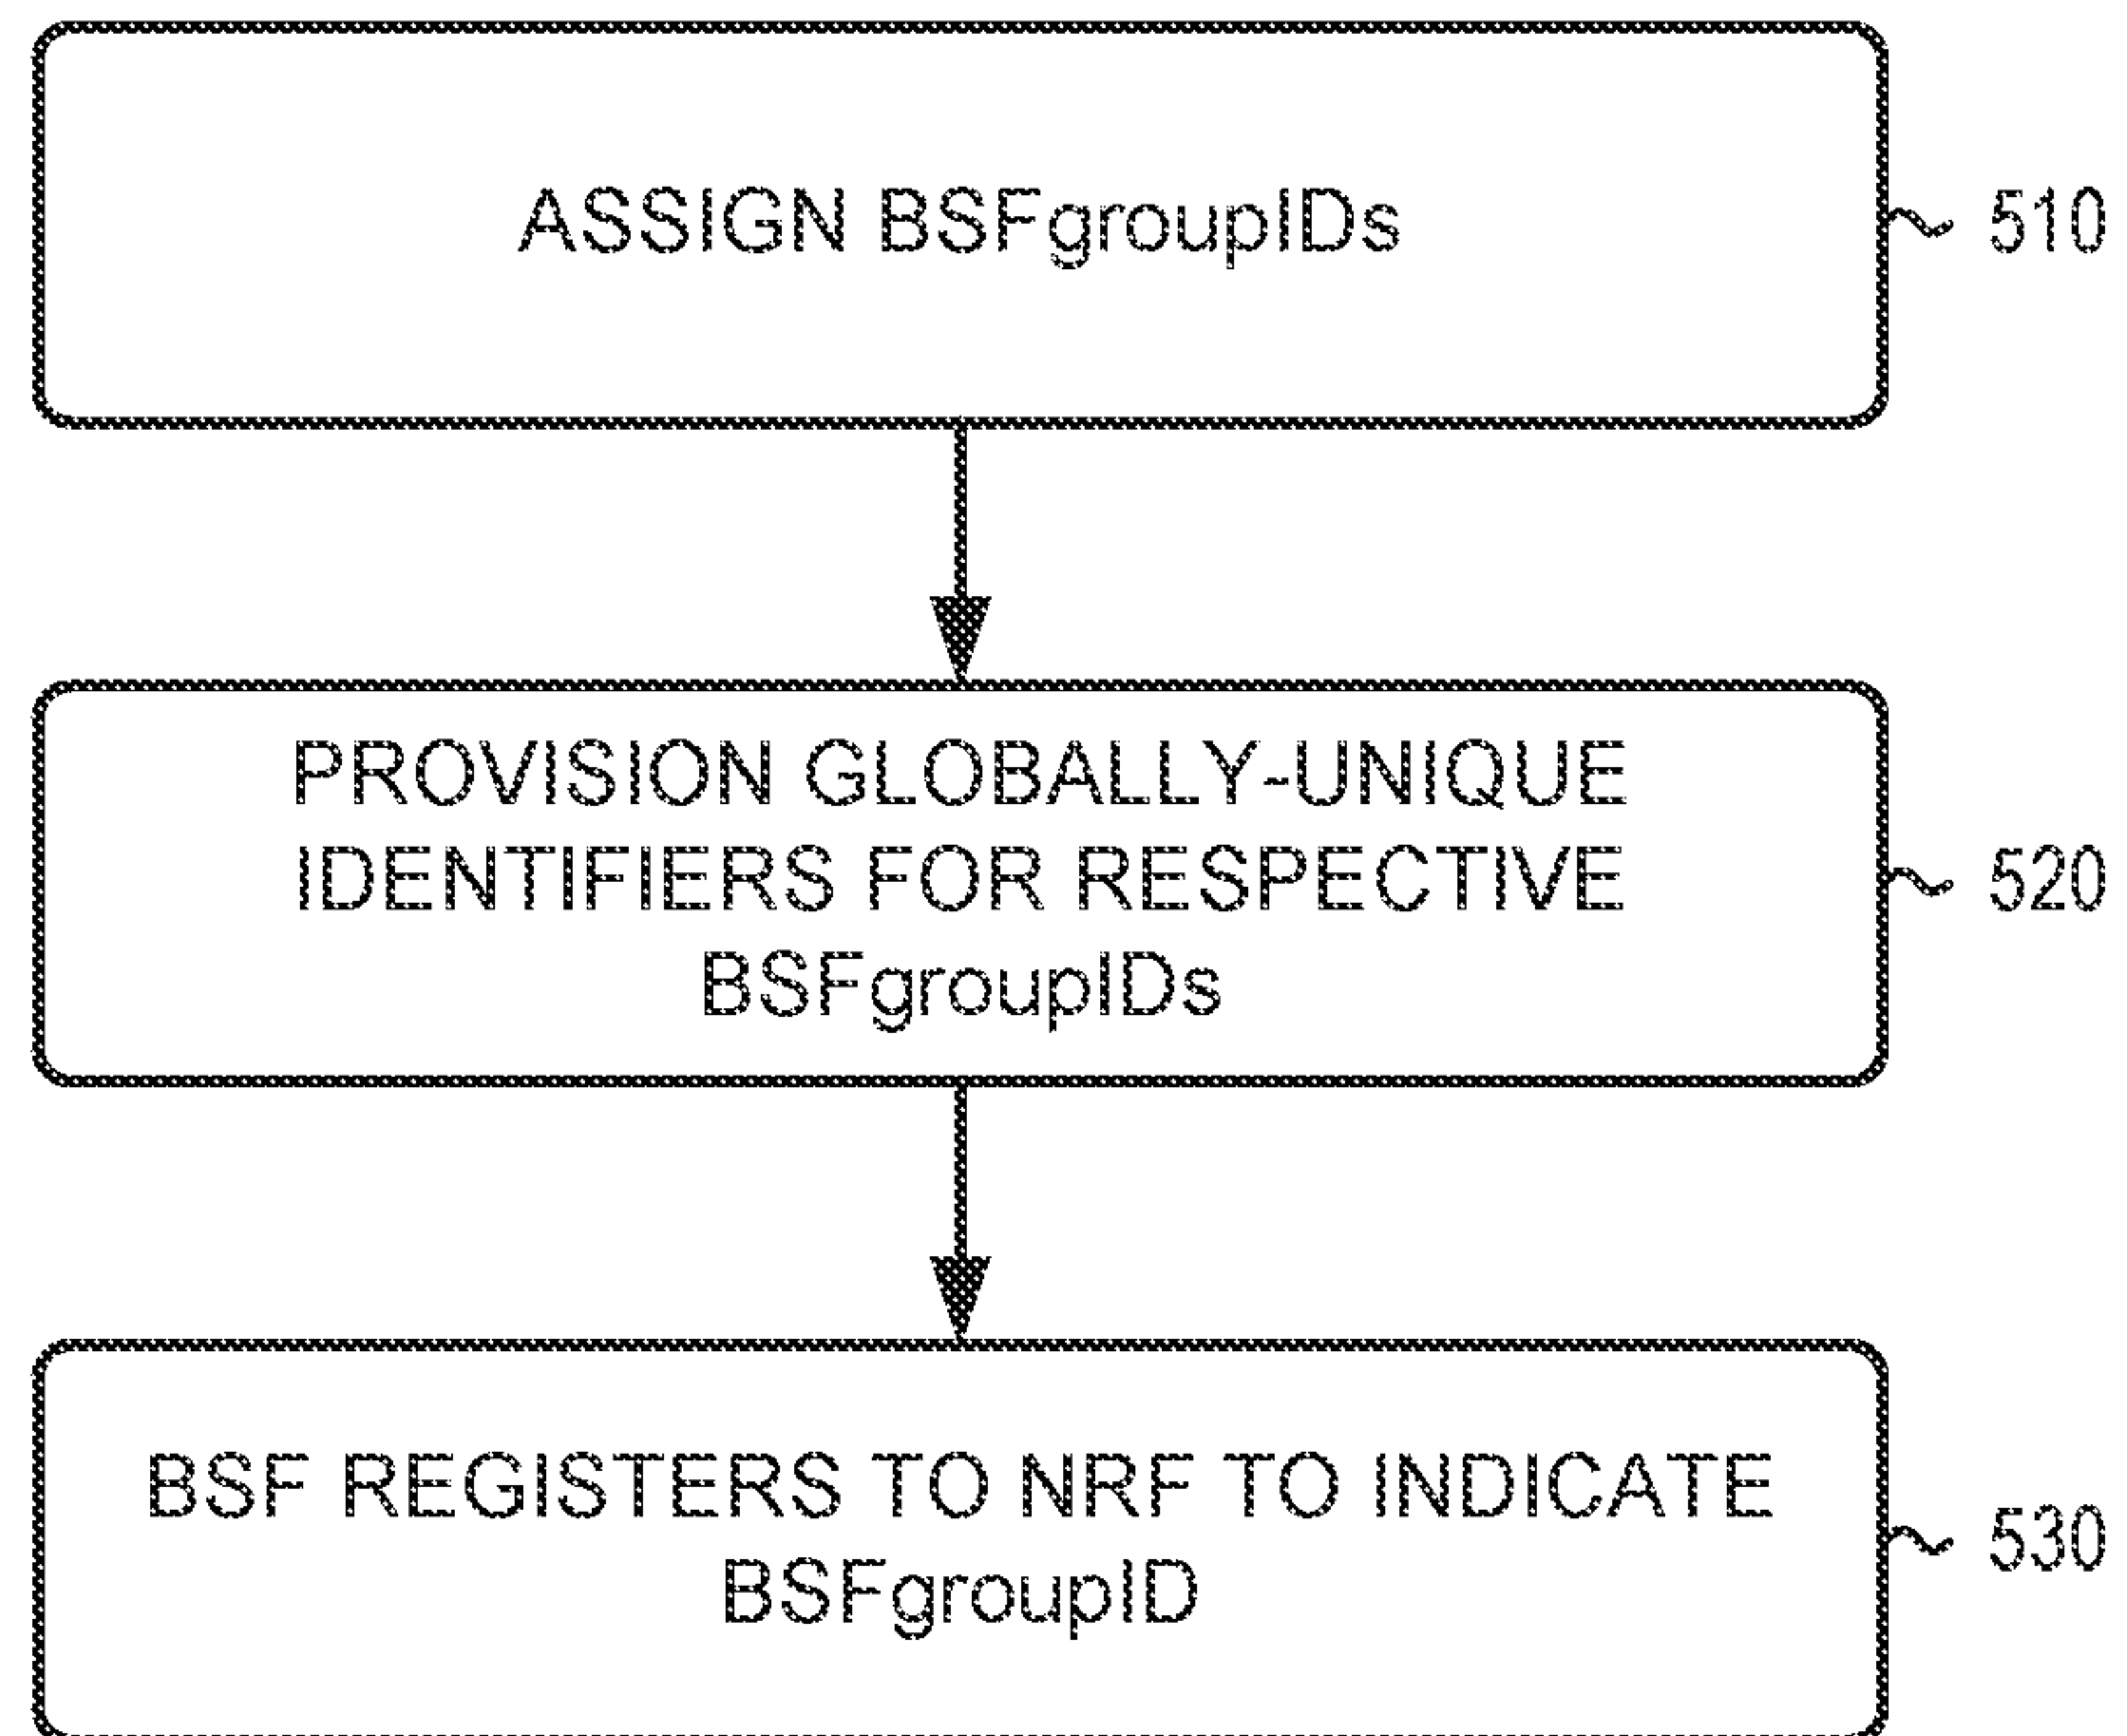 ASSIGN BSFgroupIDs
510
PROVISION GLOBALLY-UNIQUE
IDENTIFIERS FOR RESPECTIVE
520
BSFgroupIDs
BSF REGISTERS TO NRF TO INDICATE
530
BSFgroupID